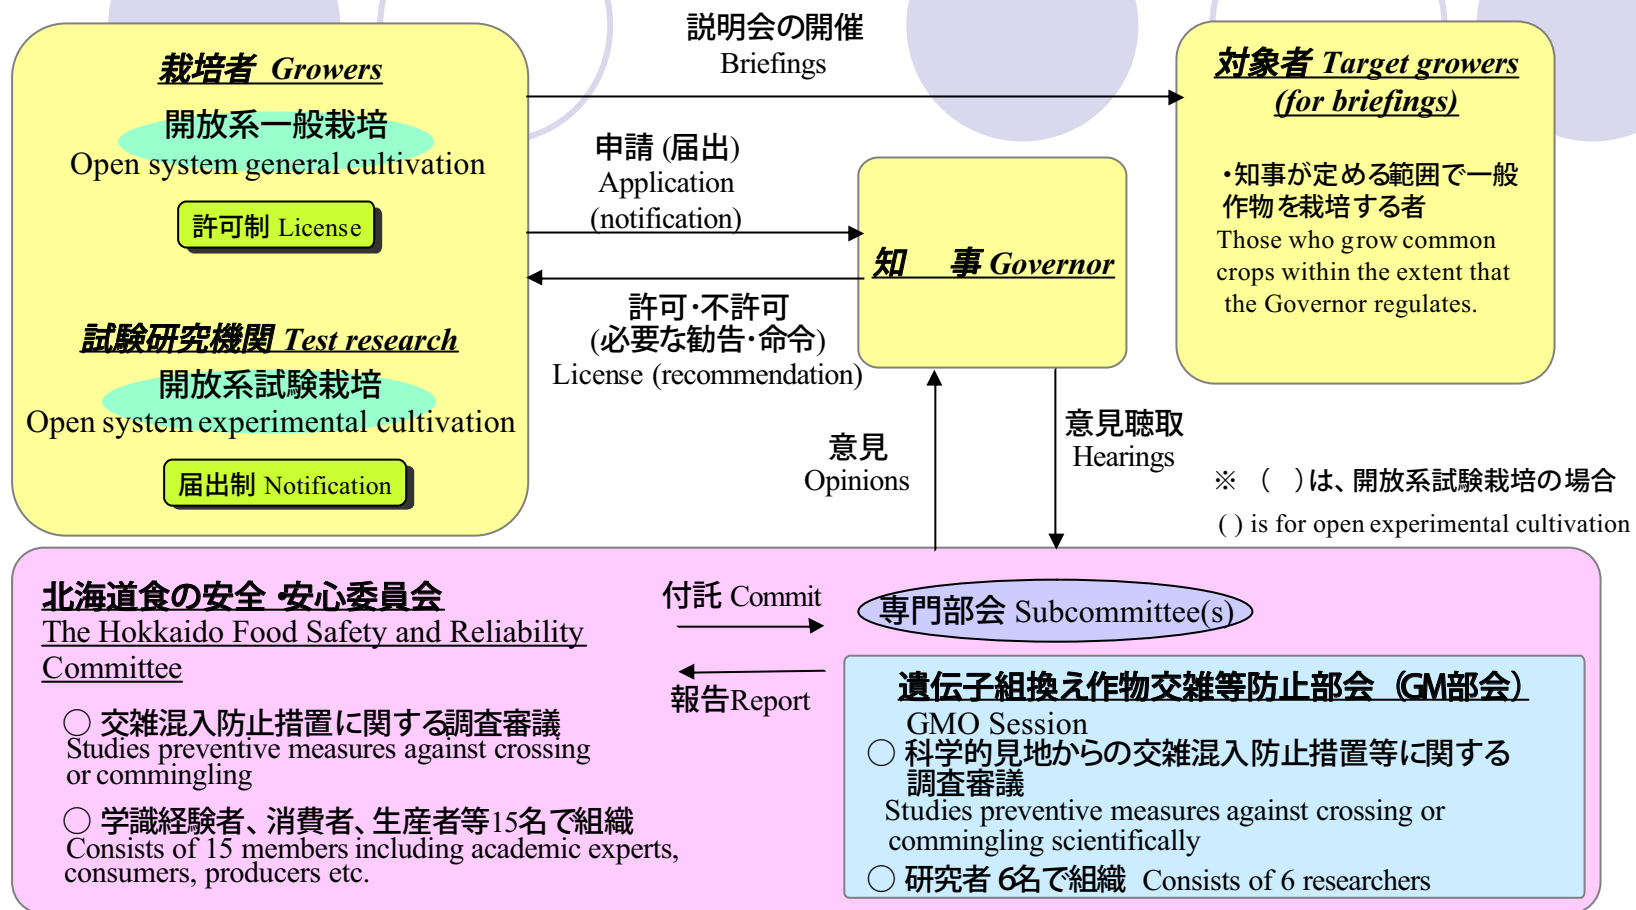 説明会の開催
Briefings
栽培者 Growers
開放系一般栽培
Open system general cultivation
許可制 License
試験研究機関 Test research
開放系試験栽培
Open system experimental cultivation
届出制 Notification
申請 (届出)
Application
(notification)
許可・不許可
(必要な勧告・命令)
License (recommendation)
知 事 Governor
対象者 Target growers
(for briefings)
・知事が定める範囲で一般
作物を栽培する者
Those who grow common
crops within the extent that
the Governor regulates.
意見
Opinions
意見聴取
Hearings
※ ( )は、開放系試験栽培の場合
( ) is for open experimental cultivation
北海道食の安全・安心委員会
The Hokkaido Food Safety and Reliability
Committee
○ 交雑混入防止措置に関する調査審議
Studies preventive measures against crossing
or commingling
○ 学識経験者、消費者、生産者等15名で組織
Consists of 15 members including academic experts,
consumers, producers etc.
付託 Commit
報告Report
専門部会 Subcommittee(s)
遺伝子組換え作物交雑等防止部会（GM部会）
GMO Session
○ 科学的見地からの交雑混入防止措置等に関する
調査審議
Studies preventive measures against crossing or
commingling scientifically
○ 研究者 6名で組織 Consists of 6 researchers